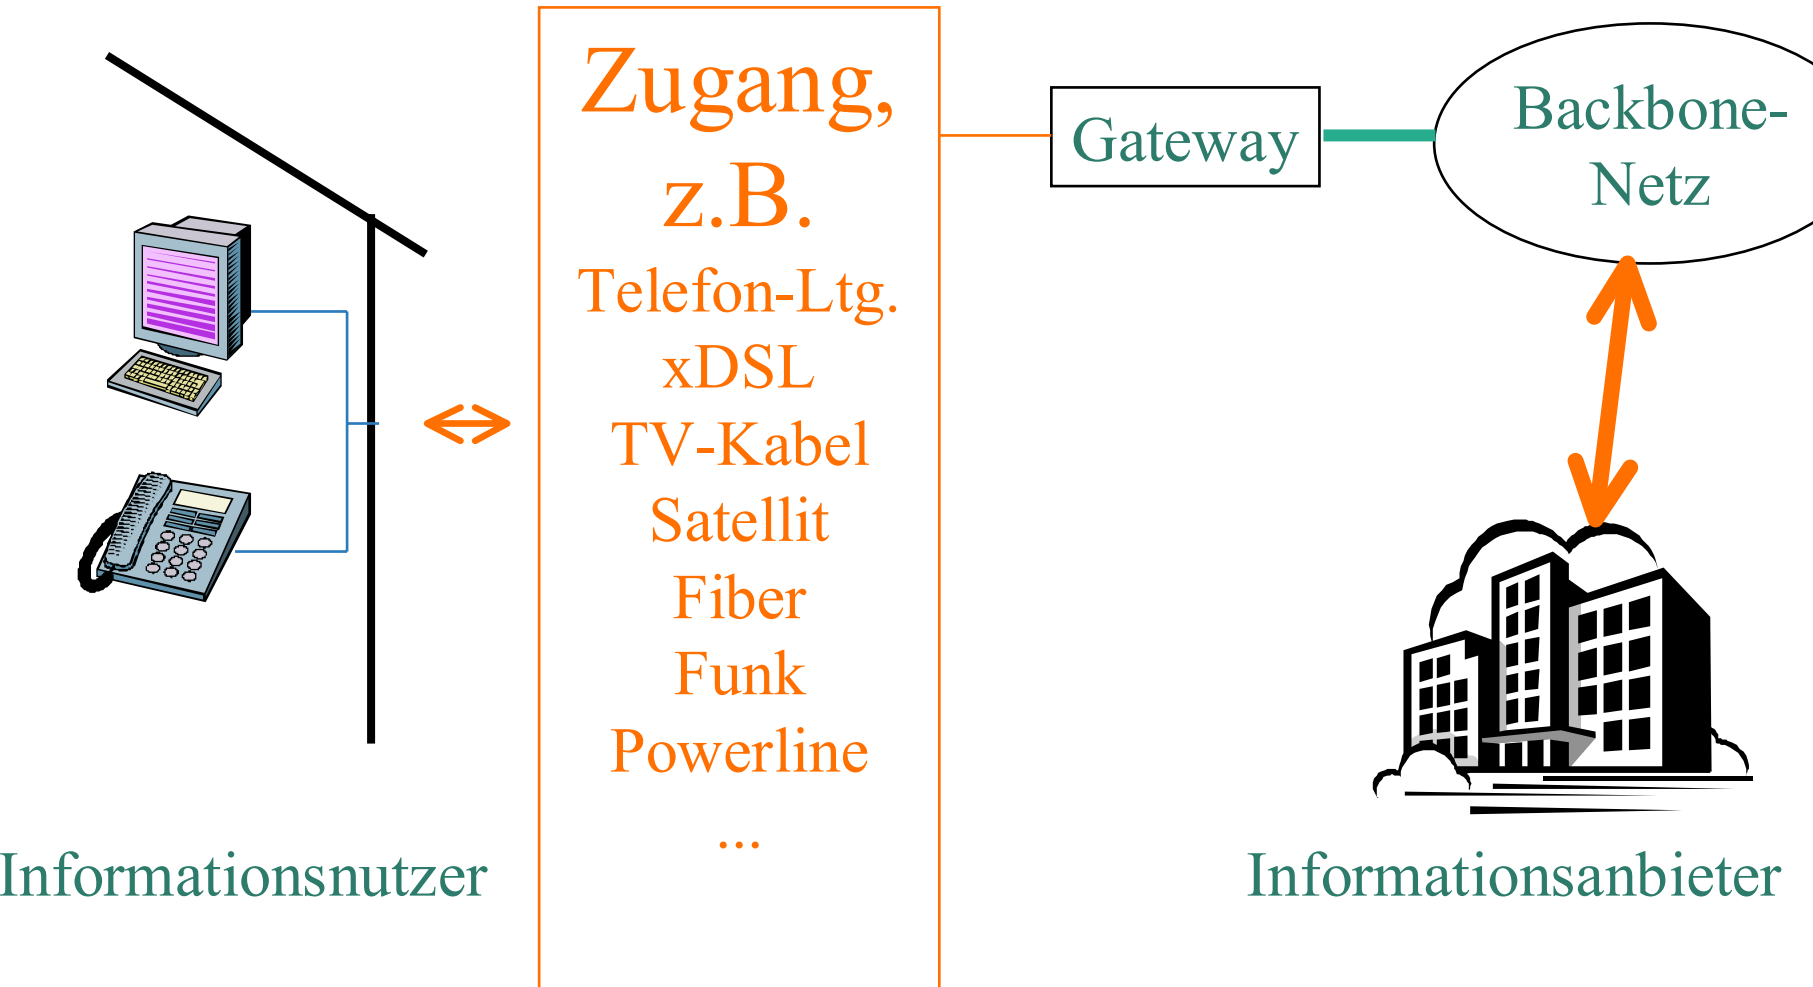 Zugang,
z.B.
Telefon-Ltg.
xDSL
TV-Kabel
Satellit
Fiber
Funk
Powerline
...
Gateway
Backbone-
Netz
Informationsnutzer
Informationsanbieter